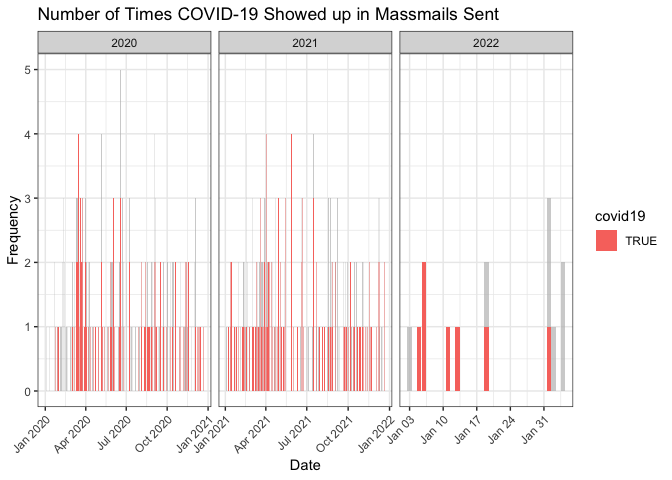 Number of Times COVID-19 Showed up in Massmails Sent
2020
2021
2022
5
4
3
2
1
0
Frequency
Jan 2020
Apr 2020
Jul 2020
Oct 2020
Jan 2021
Jan 2021
Apr 2021
Jul 2021
Oct 2021
Jan 2022
Jan 03
Jan 10
Jan 17
Jan 24
Jan 31
Date
covid19
TRUE